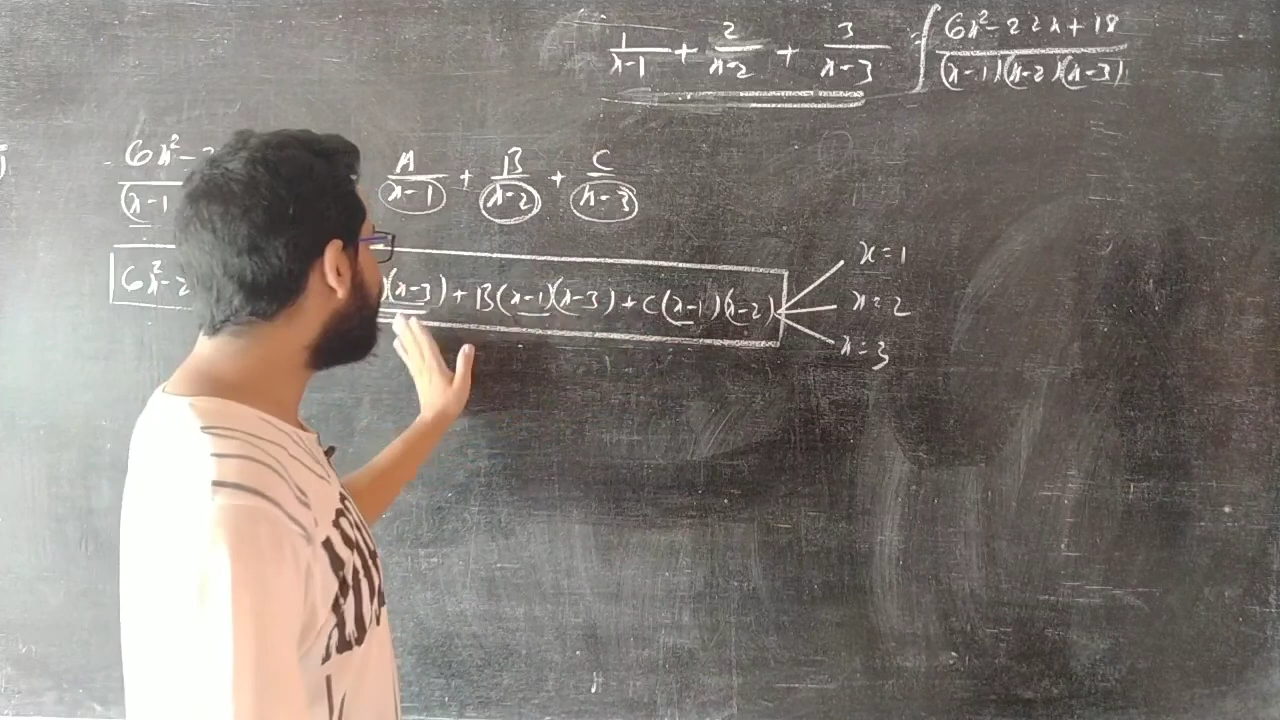 1/(x-1) + 2/(x-2) + 3/(x-3) ∫ (6x²-22x+18)/((x-1)(x-2)(x-3))
6x²- /(x-1 A/(x-1) + B/(x-2) + C/(x-3)
6x²-2 )(x-3) + B(x-1)(x-3) + C(x-1)(x-2)
x=1
x=2
x=3